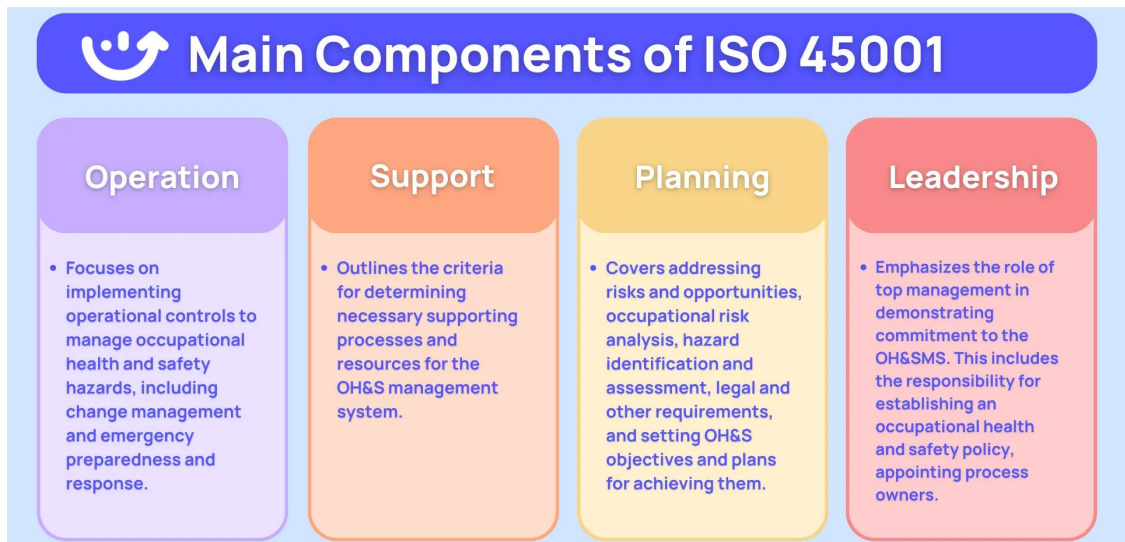 Main Components of ISO 45001
Operation
• Focuses on
implementing
operational controls to
manage occupational
health and safety
hazards, including
change management
and emergency
preparedness and
response.
Support
• Outlines the criteria
for determining
necessary supporting
processes and
resources for the
OH&S management
system.
Planning
• Covers addressing
risks and opportunities,
occupational risk
analysis, hazard
identification and
assessment, legal and
other requirements,
and setting OH&S
objectives and plans
for achieving them.
Leadership
• Emphasizes the role of
top management in
demonstrating
commitment to the
OH&SMS. This includes
the responsibility for
establishing an
occupational health
and safety policy,
appointing process
owners.